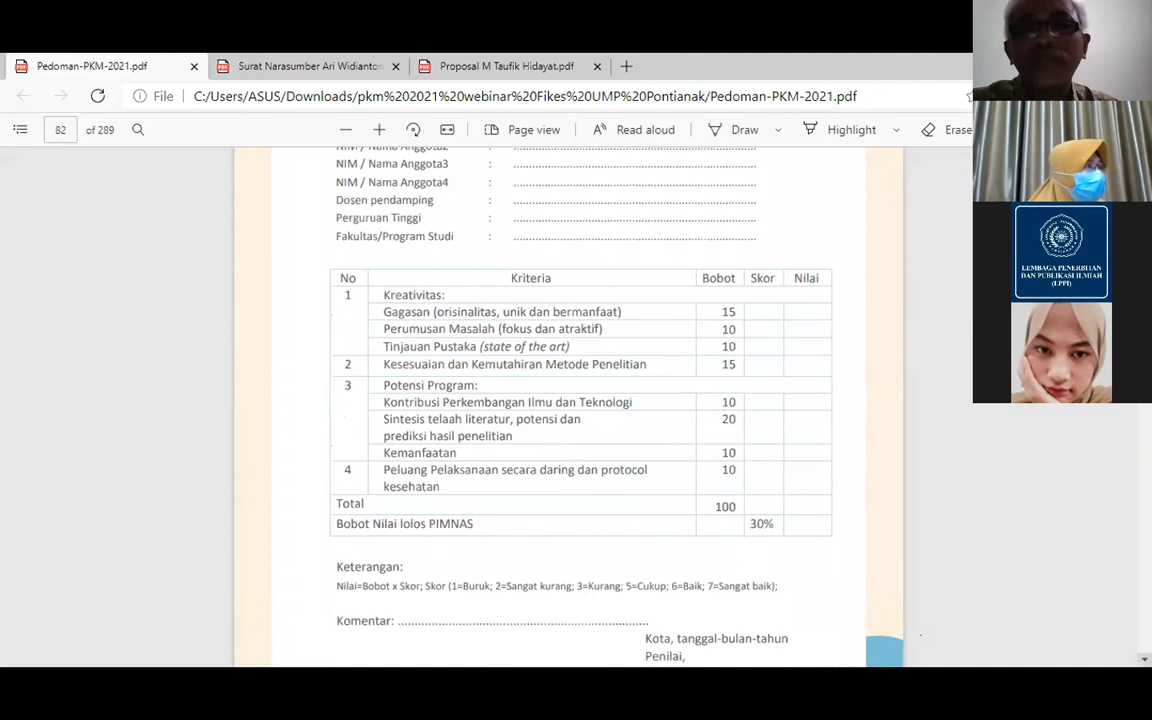 Pedoman-PKM-2021.pdf
Surat Narasumber Ari Widianto
Proposal M Taufik Hidayat.pdf
File
C:/Users/ASUS/Downloads/pkm%202021%20webinar%20Fikes%20UMP%20Pontianak/Pedoman-PKM-2021.pdf
82 of 289
Page view
Read aloud
Draw
Highlight
Erase
NIM / Nama Anggota2 : ................
NIM / Nama Anggota3 : ................
NIM / Nama Anggota4 : ................
Dosen pendamping : ................
Perguruan Tinggi : ................
Fakultas/Program Studi : ................
No Kriteria Bobot Skor Nilai
1 Kreativitas:
Gagasan (orisinalitas, unik dan bermanfaat) 15
Perumusan Masalah (fokus dan atraktif) 10
Tinjauan Pustaka (state of the art) 10
2 Kesesuaian dan Kemutahiran Metode Penelitian 15
3 Potensi Program:
Kontribusi Perkembangan Ilmu dan Teknologi 10
Sintesis telaah literatur, potensi dan 20
prediksi hasil penelitian
Kemanfaatan 10
4 Peluang Pelaksanaan secara daring dan protocol 10
kesehatan
Total 100
Bobot Nilai lolos PIMNAS 30%
Keterangan:
Nilai=Bobot x Skor; Skor (1=Buruk; 2=Sangat kurang; 3=Kurang; 5=Cukup; 6=Baik; 7=Sangat baik);
Komentar: ................
Kota, tanggal-bulan-tahun
Penilai,
LEMBAGA PENERBITAN
DAN PUBLIKASI ILMIAH
(LPPI)